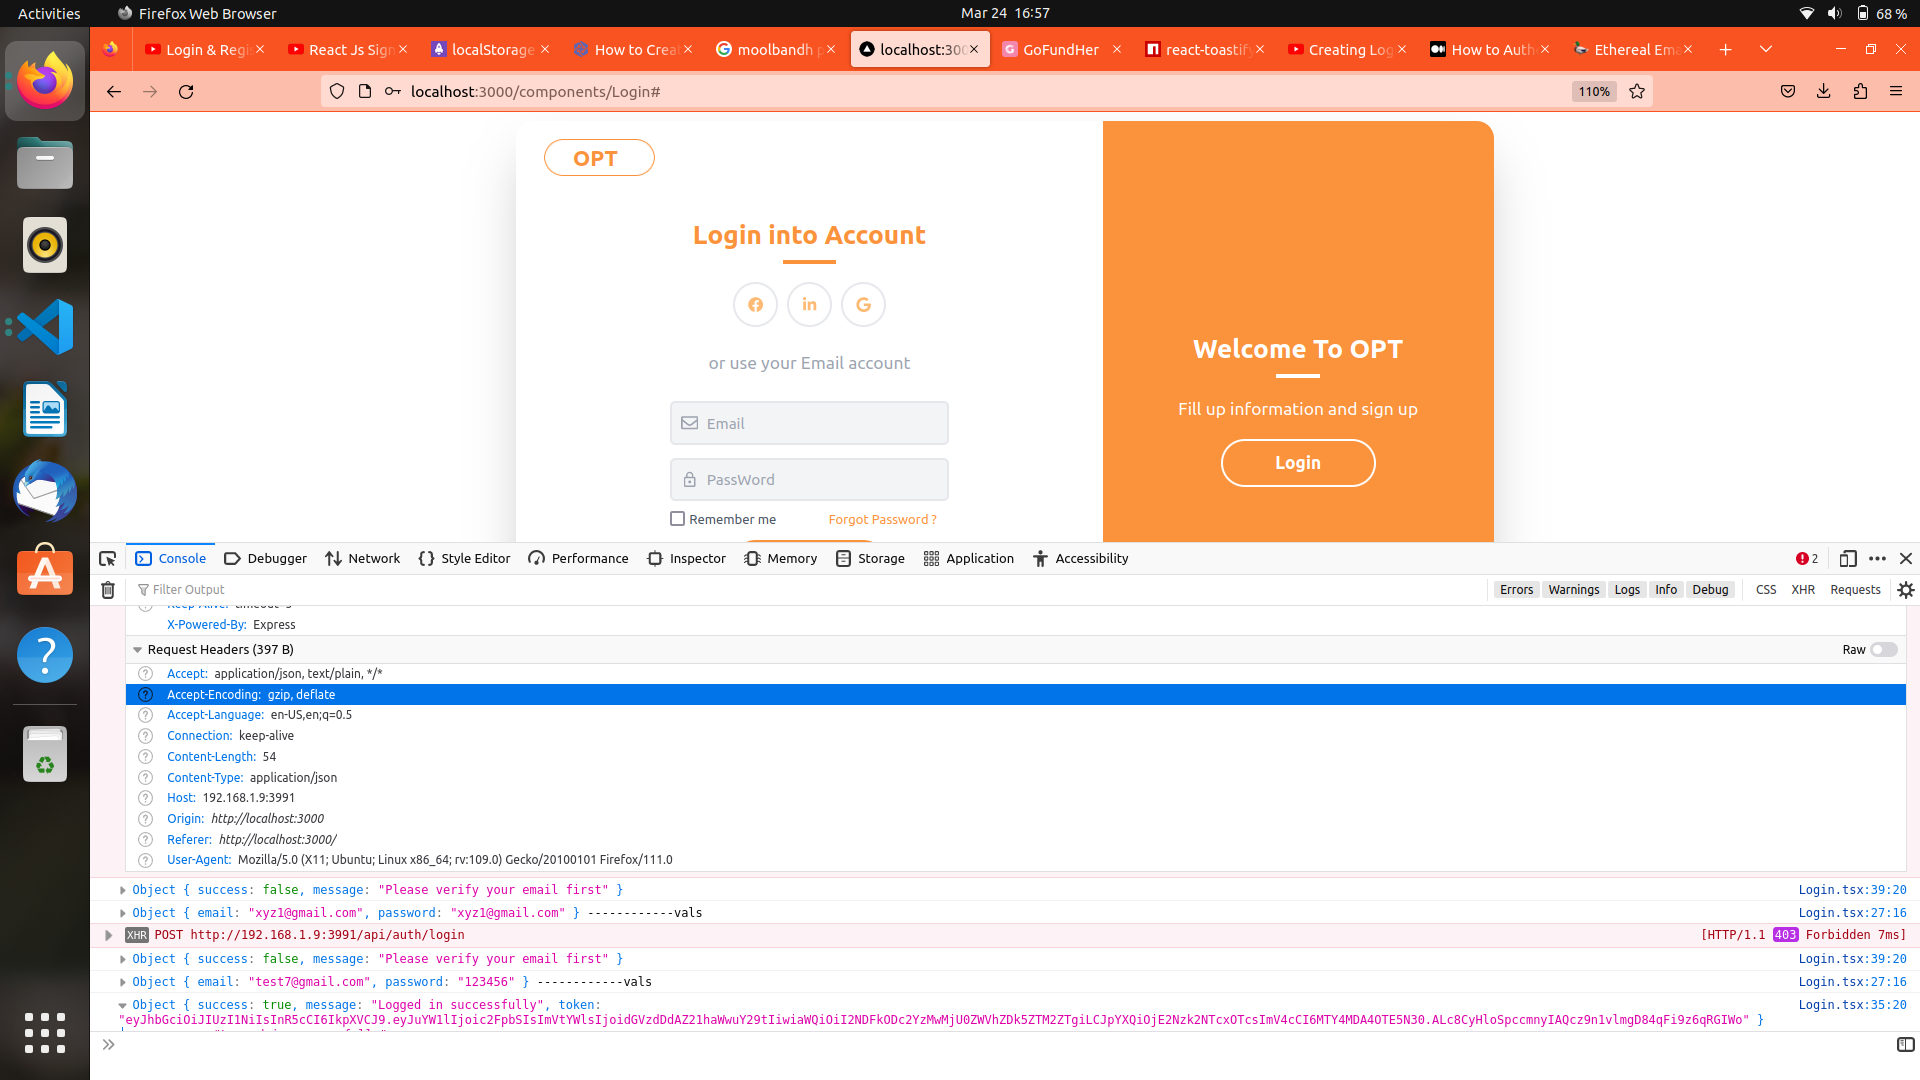 Activities
Firefox Web Browser
Mar 24 16:57
68 %
Login & Regi
React Js Sign
localStorage
How to Creat
moolbandh p
localhost:300
GoFundHer
react-toastify
Creating Log
How to Auth
Ethereal Ema
localhost:3000/components/Login#
110%
OPT
Login into Account
or use your Email account
Email
PassWord
Remember me
Forgot Password ?
Welcome To OPT
Fill up information and sign up
Login
Console
Debugger
Network
Style Editor
Performance
Inspector
Memory
Storage
Application
Accessibility
2
Filter Output
Errors
Warnings
Logs
Info
Debug
CSS
XHR
Requests
X-Powered-By: Express
Request Headers (397 B)
Raw
Accept: application/json, text/plain, */*
Accept-Encoding: gzip, deflate
Accept-Language: en-US,en;q=0.5
Connection: keep-alive
Content-Length: 54
Content-Type: application/json
Host: 192.168.1.9:3991
Origin: http://localhost:3000
Referer: http://localhost:3000/
User-Agent: Mozilla/5.0 (X11; Ubuntu; Linux x86_64; rv:109.0) Gecko/20100101 Firefox/111.0
Object { success: false, message: "Please verify your email first" }
Login.tsx:39:20
Object { email: "xyz1@gmail.com", password: "xyz1@gmail.com" } ------------vals
Login.tsx:27:16
XHR POST http://192.168.1.9:3991/api/auth/login
[HTTP/1.1 403 Forbidden 7ms]
Object { success: false, message: "Please verify your email first" }
Login.tsx:39:20
Object { email: "test7@gmail.com", password: "123456" } ------------vals
Login.tsx:27:16
Object { success: true, message: "Logged in successfully", token:
Login.tsx:35:20